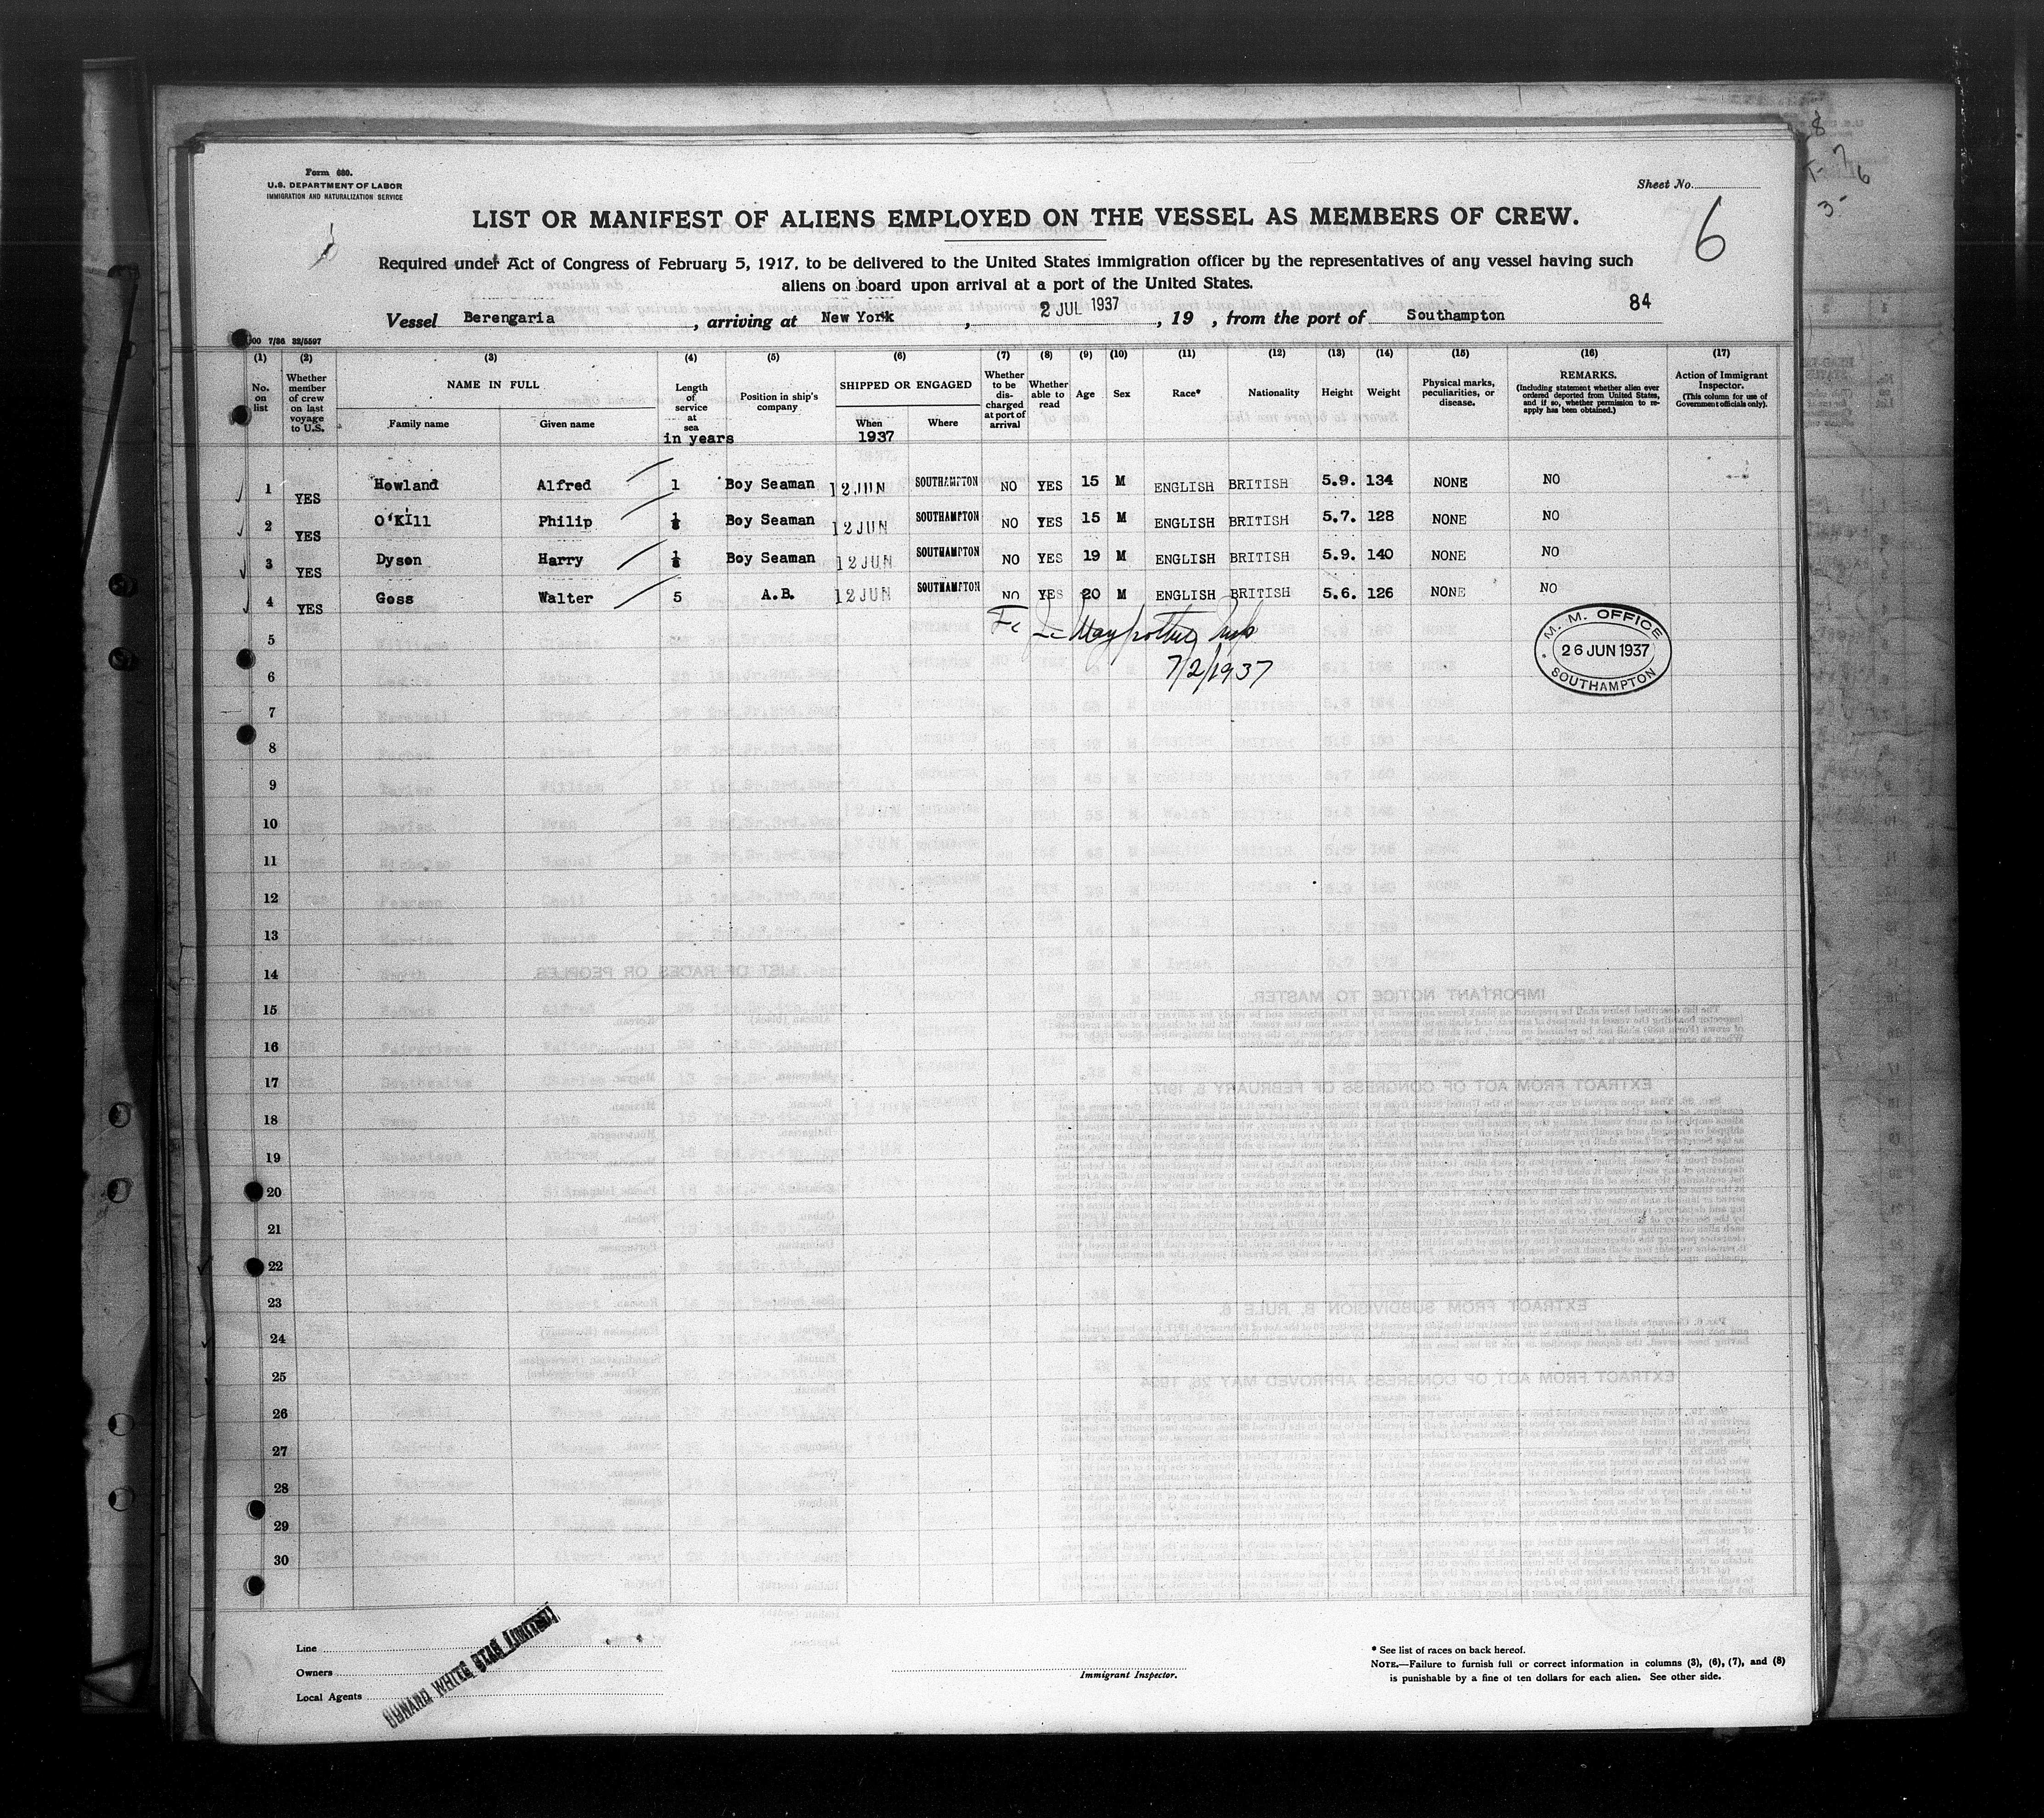 Form 680.
U.S. DEPARTMENT OF LABOR
IMMIGRATION AND NATURALIZATION SERVICE
Sheet No.
6
LIST OR MANIFEST OF ALIENS EMPLOYED ON THE VESSEL AS MEMBERS OF CREW.
Required under Act of Congress of February 5, 1917, to be delivered to the United States immigration officer by the representatives of any vessel having such
aliens on board upon arrival at a port of the United States.
84
Vessel Berengaria, arriving at New York, 2 JUL 1937, 19 , from the port of Southampton
00 7/36 32/5597
(1) (2) (3) (4) (5) (6) (7) (8) (9) (10) (11) (12) (13) (14) (15) (16) (17)
No. on list
Whether member of crew on last voyage to U.S.
NAME IN FULL
Family name
Given name
Length of service at sea
in years
Position in ship's company
SHIPPED OR ENGAGED
When
1937
Where
Whether to be discharged at port of arrival
Whether able to read
Age
Sex
Race*
Nationality
Height
Weight
Physical marks, peculiarities, or disease.
REMARKS.
(Including statement whether alien ever ordered deported from United States, and if so, whether permission to reapply has been obtained.)
Action of Immigrant Inspector.
(This column for use of Government officials only).
1 YES Howland Alfred 1 Boy Seaman 12 JUN SOUTHAMPTON NO YES 15 M ENGLISH BRITISH 5.9. 134 NONE NO
2 YES O'Kill Philip Boy Seaman 12 JUN SOUTHAMPTON NO YES 15 M ENGLISH BRITISH 5.7. 128 NONE NO
3 YES Dyson Harry Boy Seaman 12 JUN SOUTHAMPTON NO YES 19 M ENGLISH BRITISH 5.9. 140 NONE NO
4 YES Goss Walter 5 A.B. 12 JUN SOUTHAMPTON NO YES 20 M ENGLISH BRITISH 5.6. 126 NONE NO
7/2/1937
M. M. OFFICE
26 JUN 1937
SOUTHAMPTON
5
6
7
8
9
10
11
12
13
14
15
16
17
18
19
20
21
22
23
24
25
26
27
28
29
30
Line
Owners
Local Agents
CUNARD WHITE STAR LIMITED
Immigrant Inspector.
* See list of races on back hereof.
NOTE.—Failure to furnish full or correct information in columns (3), (6), (7), and (8)
is punishable by a fine of ten dollars for each alien. See other side.